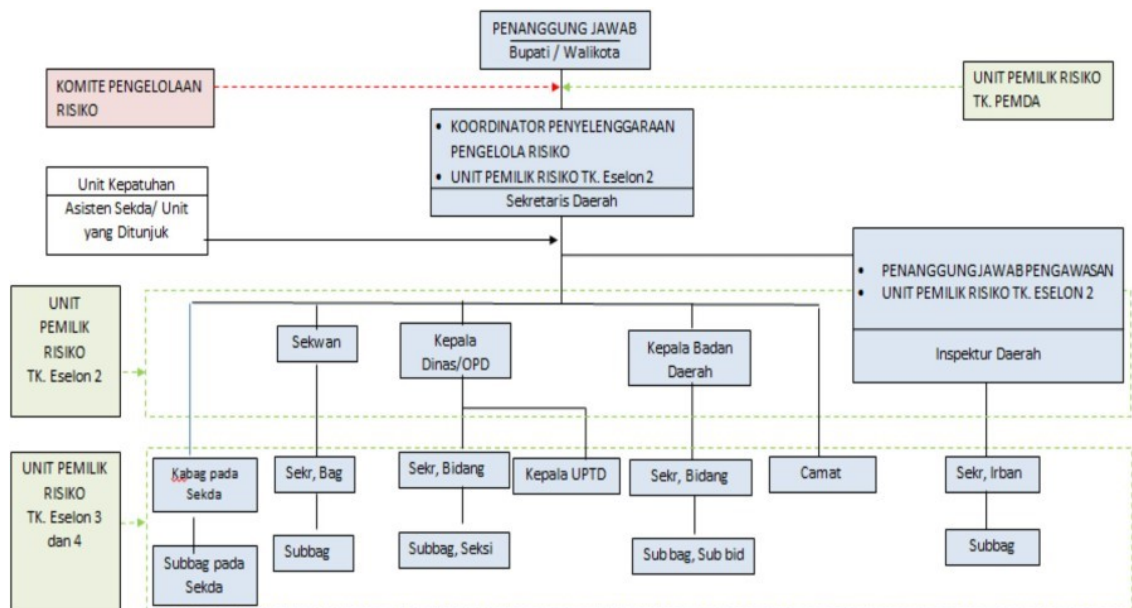 PENANGGUNG JAWAB
Bupati / Walikota
KOMITE PENGELOLAAN
RISIKO
UNIT PEMILIK RISIKO
TK. PEMDA
• KOORDINATOR PENYELENGGARAAN
PENGELOLA RISIKO
• UNIT PEMILIK RISIKO TK. Eselon 2
Sekretaris Daerah
Unit Kepatuhan
Asisten Sekda/ Unit
yang Ditunjuk
• PENANGGUNG JAWAB PENGAWASAN
• UNIT PEMILIK RISIKO TK. ESELON 2
Inspektur Daerah
UNIT
PEMILIK
RISIKO
TK. Eselon 2
Sekwan
Kepala
Dinas/OPD
Kepala Badan
Daerah
UNIT PEMILIK
RISIKO
TK. Eselon 3
dan 4
Kabag pada
Sekda
Sekr, Bag
Sekr, Bidang
Kepala UPTD
Sekr, Bidang
Camat
Sekr, Irban
Subbag pada
Sekda
Subbag
Subbag, Seksi
Sub bag, Sub bid
Subbag